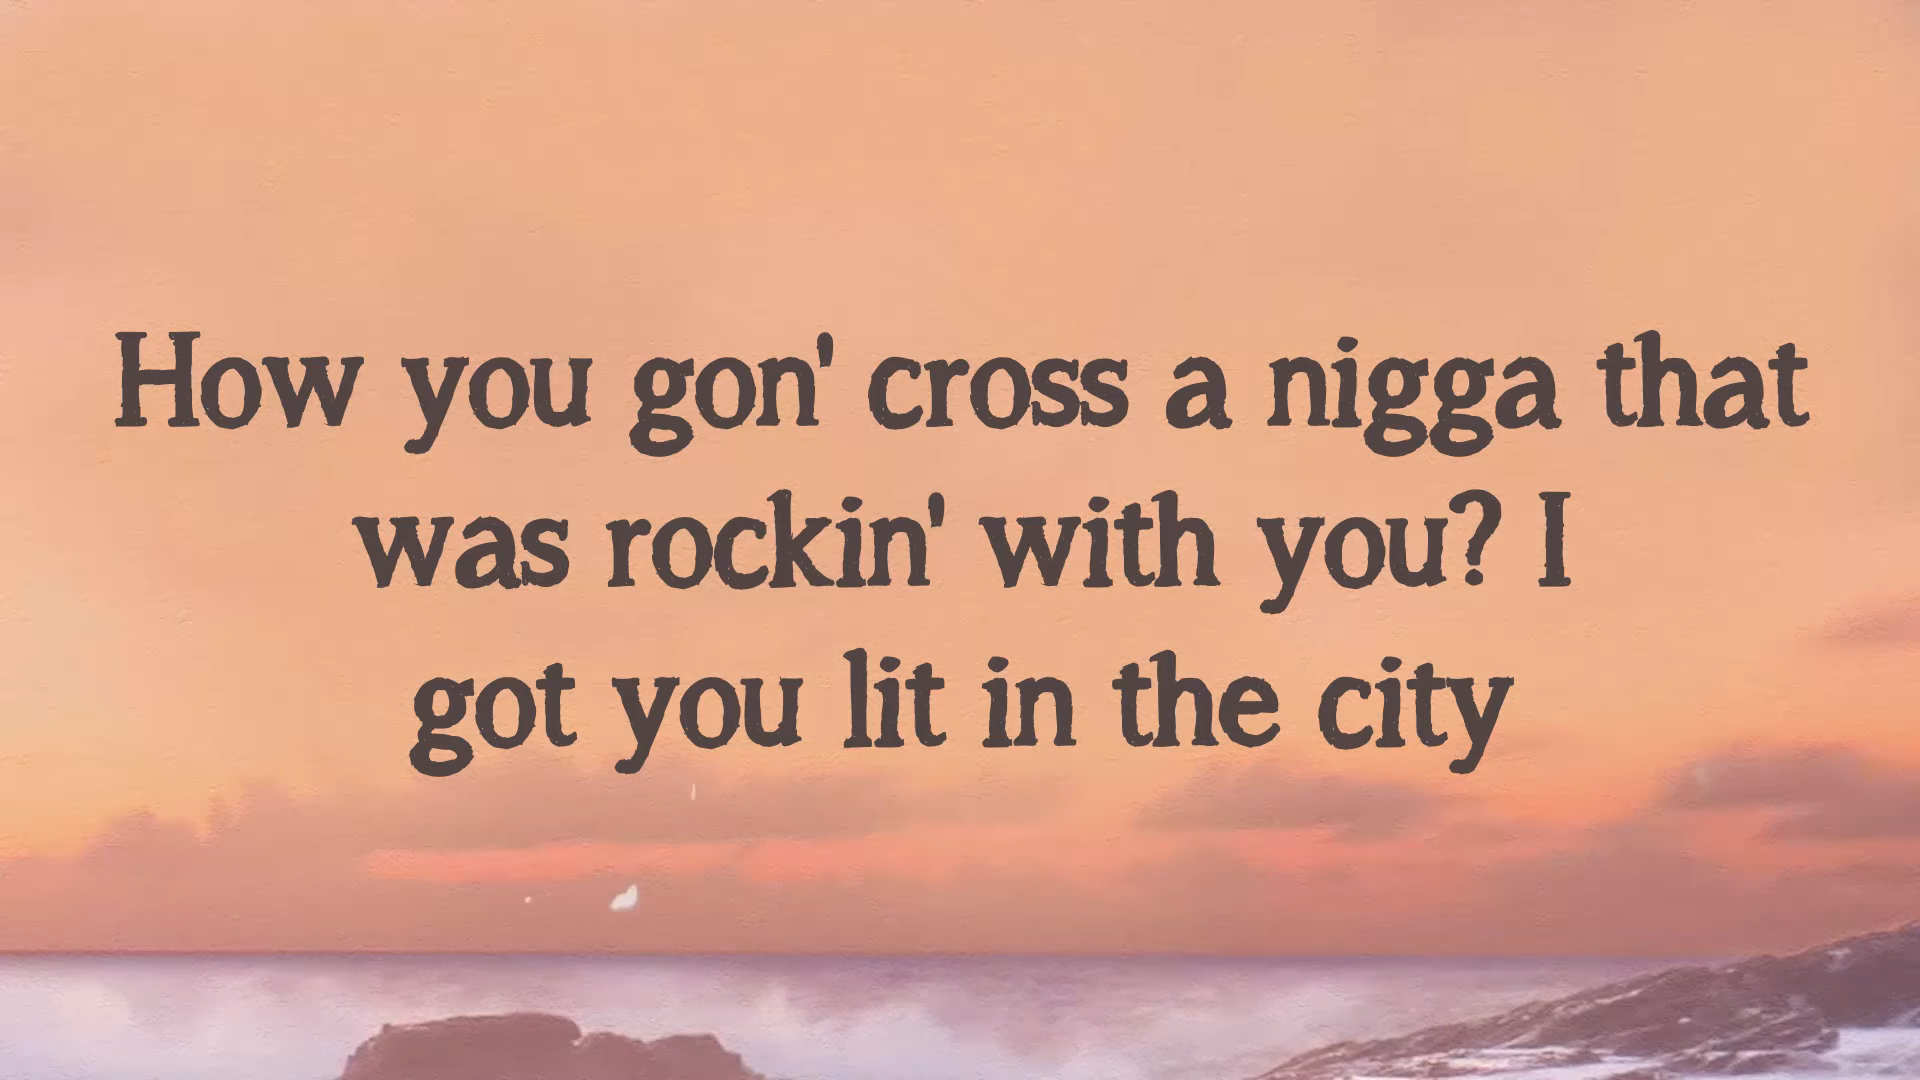 How you gon' cross a nigga that
was rockin' with you? I
got you lit in the city